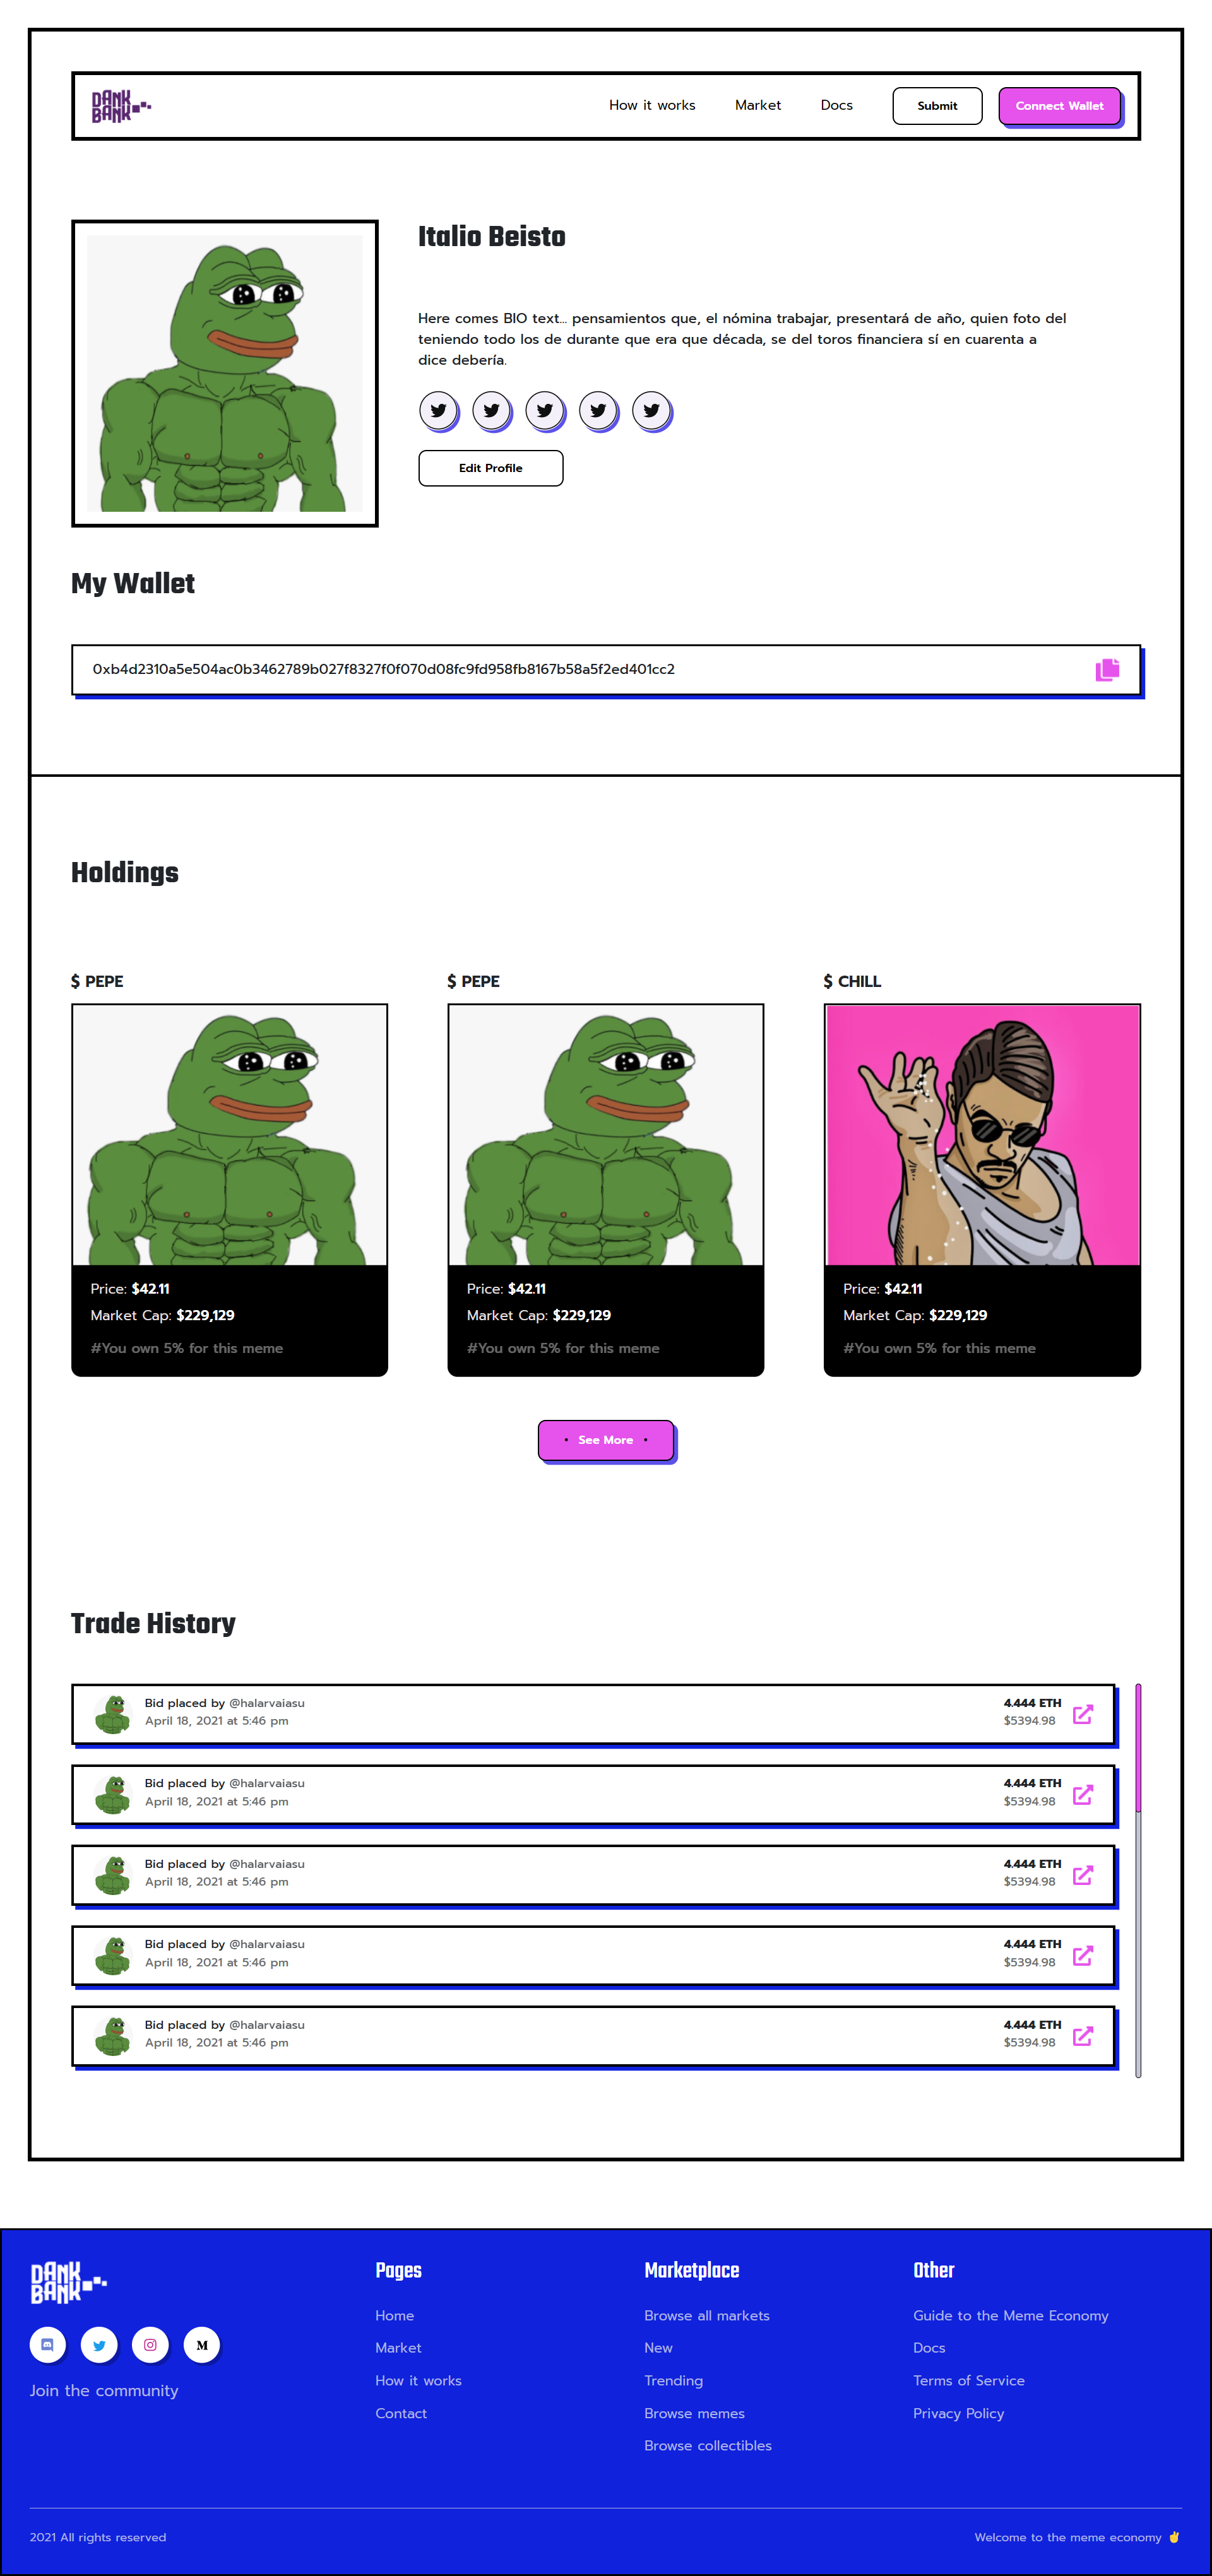 DANK
BANK
How it works
Market
Docs
Submit
Connect Wallet
Italio Beisto
Here comes BIO text... pensamientos que, el nómina trabajar, presentará de año, quien foto del
teniendo todo los de durante que era que década, se del toros financiera sí en cuarenta a
dice debería.
Edit Profile
My Wallet
0xb4d2310a5e504ac0b3462789b027f8327f0f070d08fc9fd958fb8167b58a5f2ed401cc2
Holdings
$ PEPE
Price: $42.11
Market Cap: $229,129
#You own 5% for this meme
$ PEPE
Price: $42.11
Market Cap: $229,129
#You own 5% for this meme
$ CHILL
Price: $42.11
Market Cap: $229,129
#You own 5% for this meme
• See More •
Trade History
Bid placed by @halarvaiasu
April 18, 2021 at 5:46 pm
4.444 ETH
$5394.98
Bid placed by @halarvaiasu
April 18, 2021 at 5:46 pm
4.444 ETH
$5394.98
Bid placed by @halarvaiasu
April 18, 2021 at 5:46 pm
4.444 ETH
$5394.98
Bid placed by @halarvaiasu
April 18, 2021 at 5:46 pm
4.444 ETH
$5394.98
Bid placed by @halarvaiasu
April 18, 2021 at 5:46 pm
4.444 ETH
$5394.98
DANK
BANK
M
Join the community
Pages
Home
Market
How it works
Contact
Marketplace
Browse all markets
New
Trending
Browse memes
Browse collectibles
Other
Guide to the Meme Economy
Docs
Terms of Service
Privacy Policy
2021 All rights reserved
Welcome to the meme economy ✌